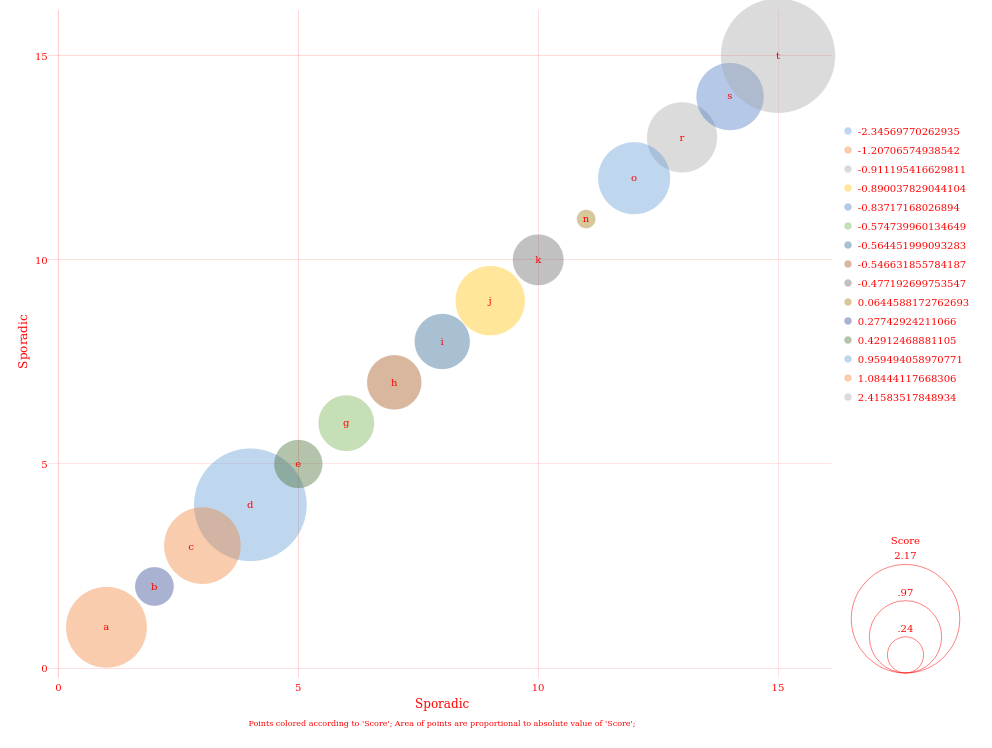 15
10
5
0
0
5
10
15
Sporadic
Sporadic
t
s
r
o
n
k
j
i
h
g
e
d
c
b
a
-2.34569770262935
-1.20706574938542
-0.911195416629811
-0.890037829044104
-0.83717168026894
-0.574739960134649
-0.564451999093283
-0.546631855784187
-0.477192699753547
0.0644588172762693
0.27742924211066
0.42912468881105
0.959494058970771
1.08444117668306
2.41583517848934
Score
2.17
.97
.24
Points colored according to 'Score'; Area of points are proportional to absolute value of 'Score';